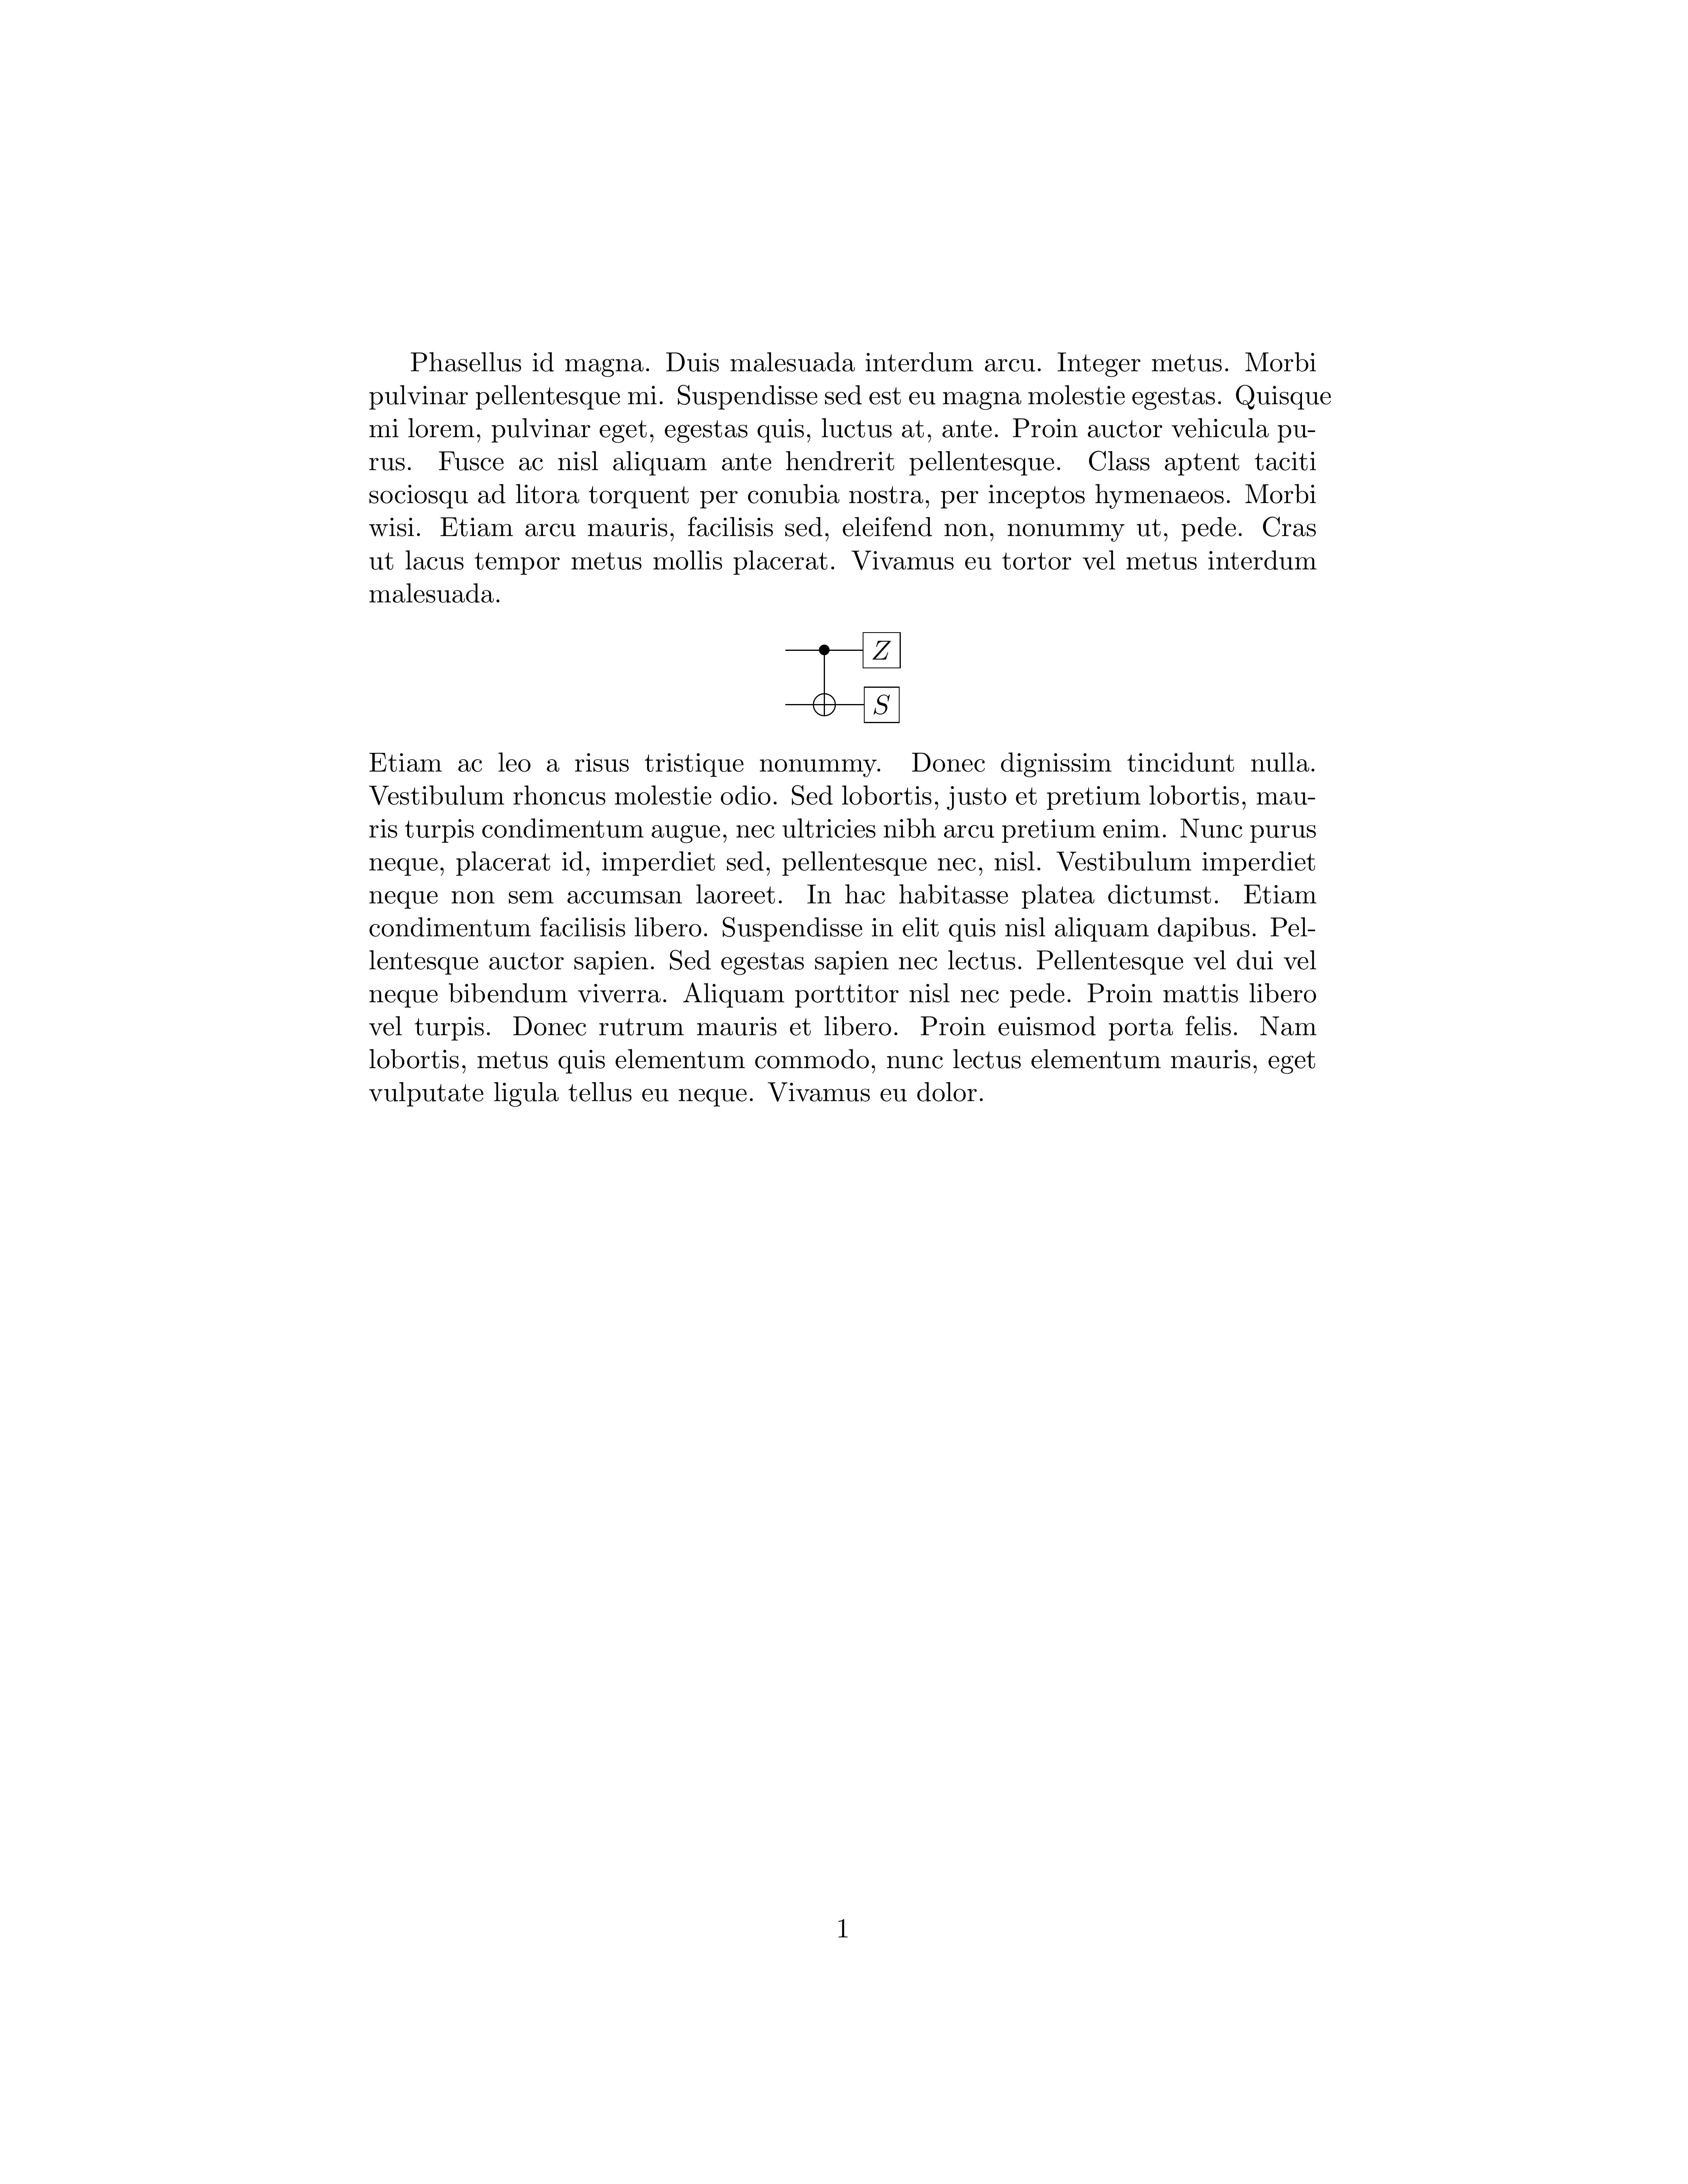 Phasellus id magna. Duis malesuada interdum arcu. Integer metus. Morbi
pulvinar pellentesque mi. Suspendisse sed est eu magna molestie egestas. Quisque
mi lorem, pulvinar eget, egestas quis, luctus at, ante. Proin auctor vehicula pu-
rus. Fusce ac nisl aliquam ante hendrerit pellentesque. Class aptent taciti
sociosqu ad litora torquent per conubia nostra, per inceptos hymenaeos. Morbi
wisi. Etiam arcu mauris, facilisis sed, eleifend non, nonummy ut, pede. Cras
ut lacus tempor metus mollis placerat. Vivamus eu tortor vel metus interdum
malesuada.
Z
S
Etiam ac leo a risus tristique nonummy. Donec dignissim tincidunt nulla.
Vestibulum rhoncus molestie odio. Sed lobortis, justo et pretium lobortis, mau-
ris turpis condimentum augue, nec ultricies nibh arcu pretium enim. Nunc purus
neque, placerat id, imperdiet sed, pellentesque nec, nisl. Vestibulum imperdiet
neque non sem accumsan laoreet. In hac habitasse platea dictumst. Etiam
condimentum facilisis libero. Suspendisse in elit quis nisl aliquam dapibus. Pel-
lentesque auctor sapien. Sed egestas sapien nec lectus. Pellentesque vel dui vel
neque bibendum viverra. Aliquam porttitor nisl nec pede. Proin mattis libero
vel turpis. Donec rutrum mauris et libero. Proin euismod porta felis. Nam
lobortis, metus quis elementum commodo, nunc lectus elementum mauris, eget
vulputate ligula tellus eu neque. Vivamus eu dolor.
1